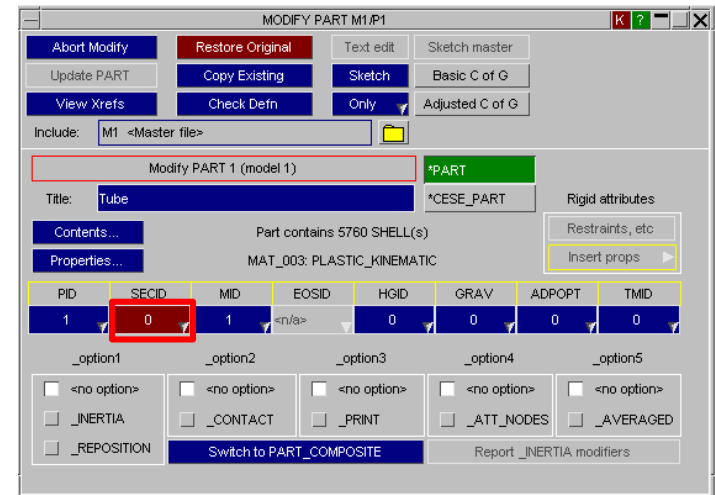 MODIFY PART M1/P1 K ?
Abort Modify Restore Original Text edit Sketch master
Update PART Copy Existing Sketch Basic C of G
View Xrefs Check Defn Only Adjusted C of G
Include: M1 <Master file>
Modify PART 1 (model 1) *PART
Title: Tube *CESE_PART Rigid attributes
Contents... Part contains 5760 SHELL(s) Restraints, etc
Properties... MAT_003: PLASTIC_KINEMATIC Insert props
PID SECID MID EOSID HGID GRAV ADPOPT TMID
1 0 1 <n/a> 0 0 0 0
_option1 _option2 _option3 _option4 _option5
<no option> <no option> <no option> <no option> <no option>
_INERTIA _CONTACT _PRINT _ATT_NODES _AVERAGED
_REPOSITION Switch to PART_COMPOSITE Report _INERTIA modifiers